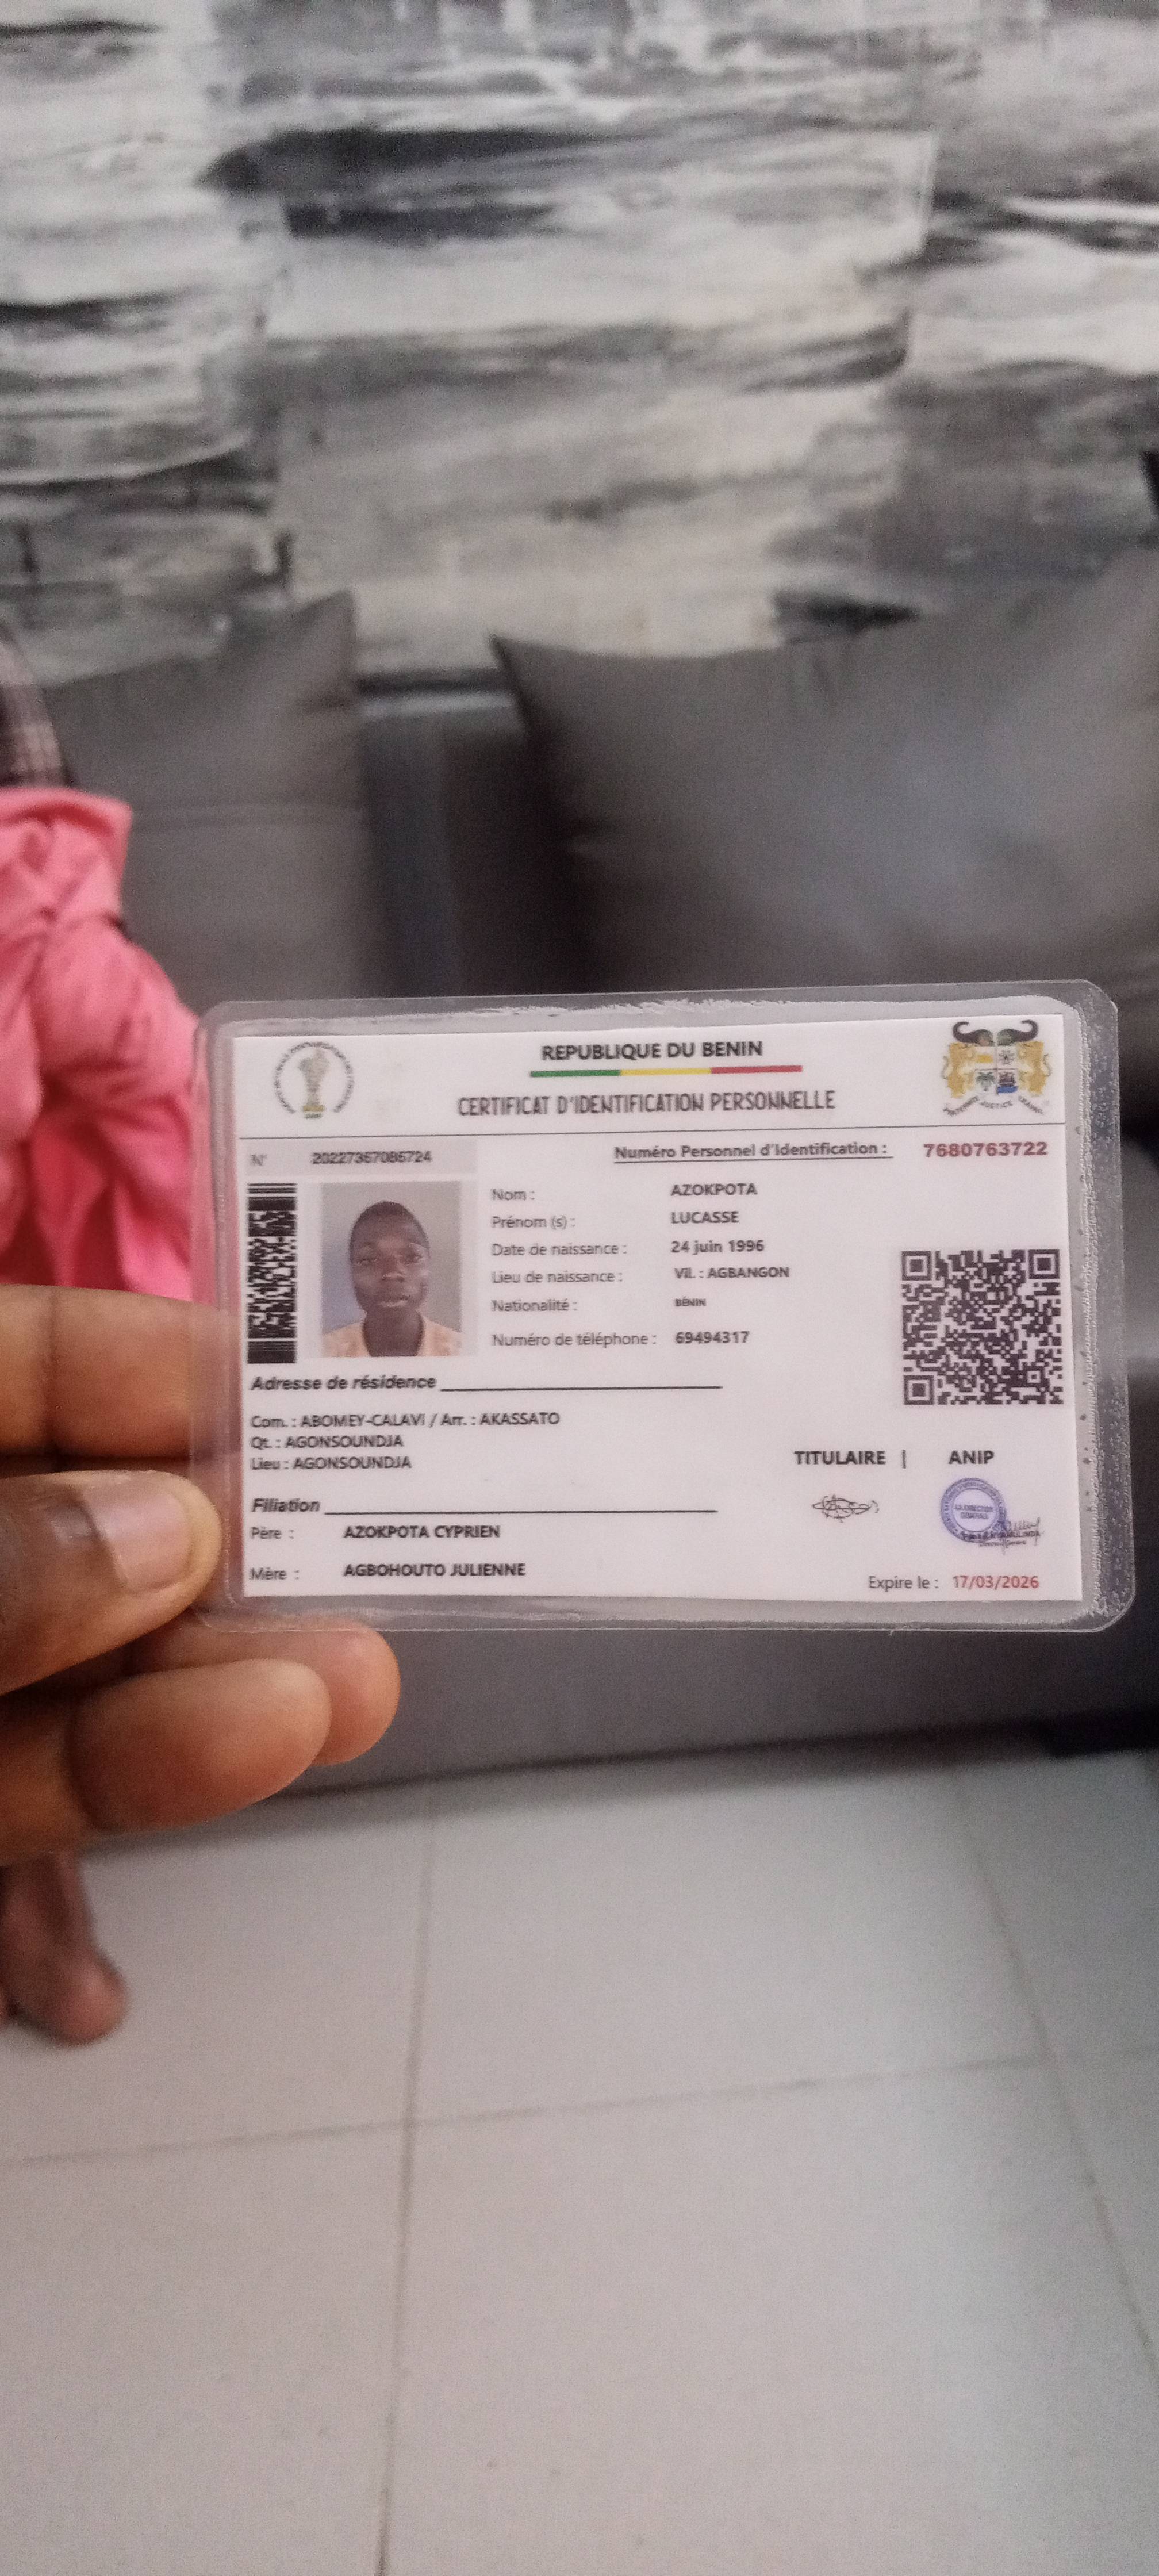 REPUBLIQUE DU BENIN
CERTIFICAT D'IDENTIFICATION PERSONNELLE
N° 20227367086724
Numéro Personnel d'Identification : 7680763722
Nom : AZOKPOTA
Prénom (s) : LUCASSE
Date de naissance : 24 juin 1996
Lieu de naissance : Vil. : AGBANGON
Nationalité : BÉNIN
Numéro de téléphone : 69494317
Adresse de résidence
Com. : ABOMEY-CALAVI / Arr. : AKASSATO
Qt. : AGONSOUNDJA
Lieu : AGONSOUNDJA
TITULAIRE | ANIP
Filiation
Père : AZOKPOTA CYPRIEN
Mère : AGBOHOUTO JULIENNE
Expire le : 17/03/2026